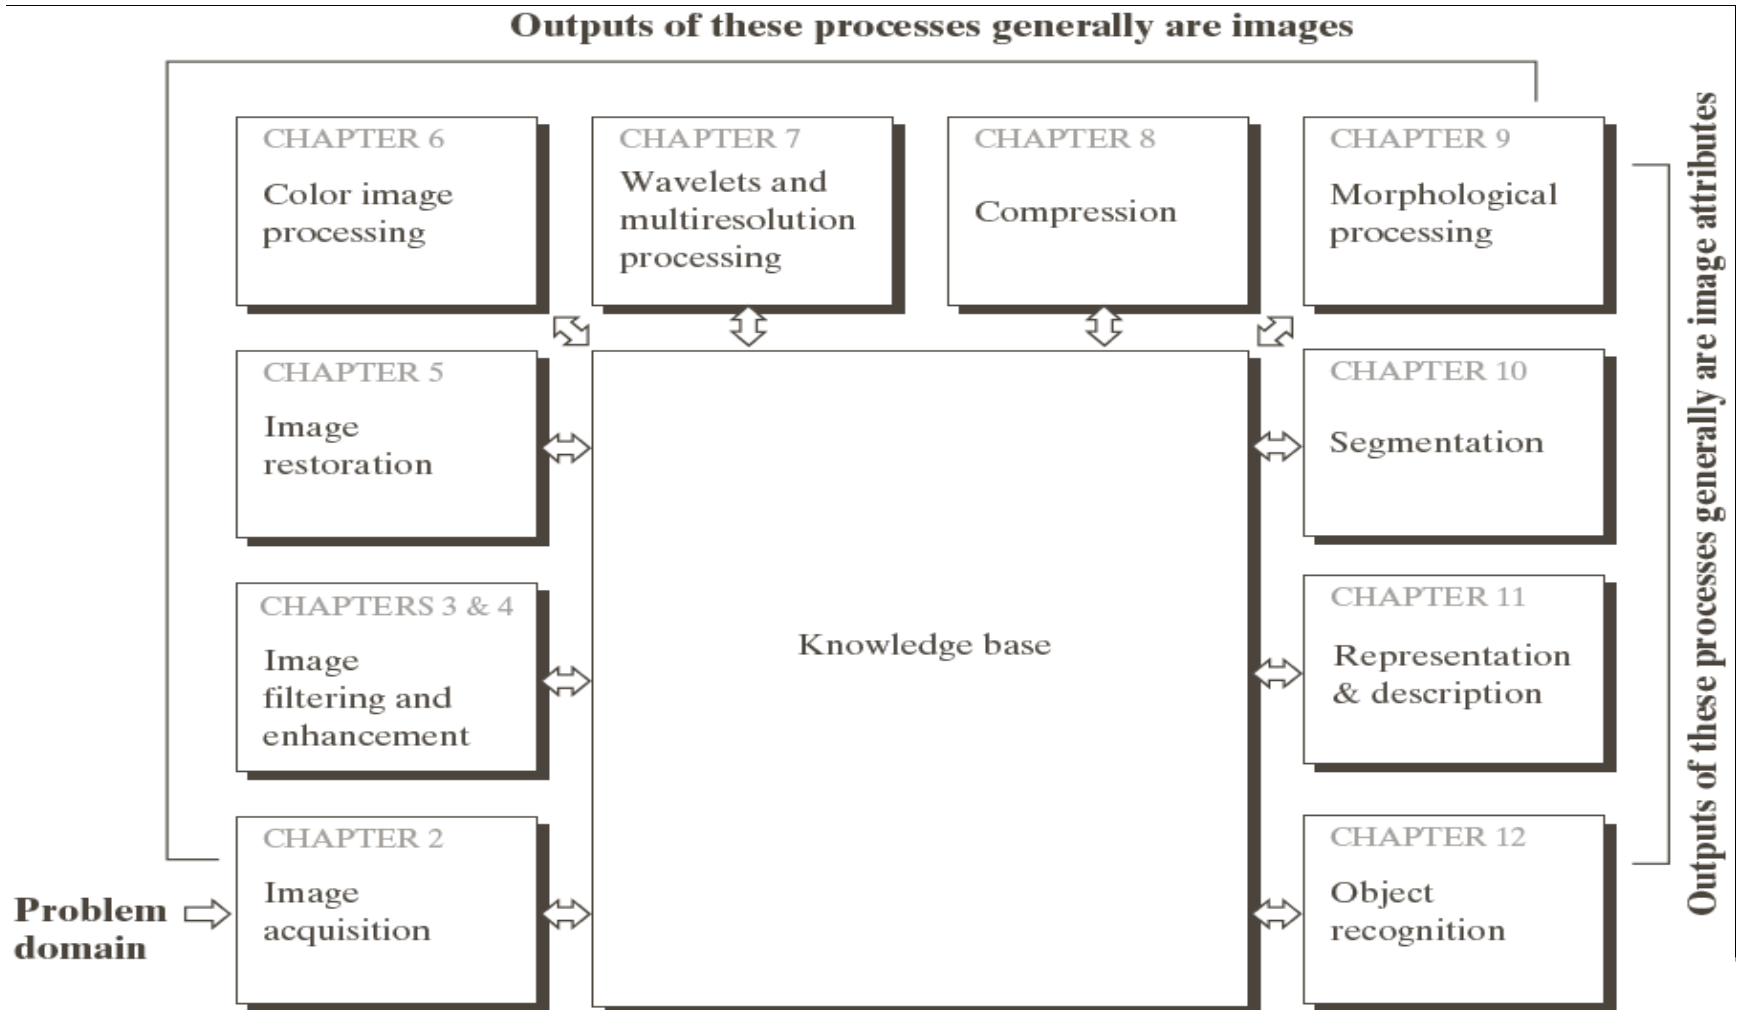 Outputs of these processes generally are images
CHAPTER 6
Color image
processing
CHAPTER 7
Wavelets and
multiresolution
processing
CHAPTER 8
Compression
CHAPTER 9
Morphological
processing
Outputs of these processes generally are image attributes
CHAPTER 5
Image
restoration
CHAPTER 10
Segmentation
CHAPTERS 3 & 4
Image
filtering and
enhancement
Knowledge base
CHAPTER 11
Representation
& description
Problem
domain
CHAPTER 2
Image
acquisition
CHAPTER 12
Object
recognition